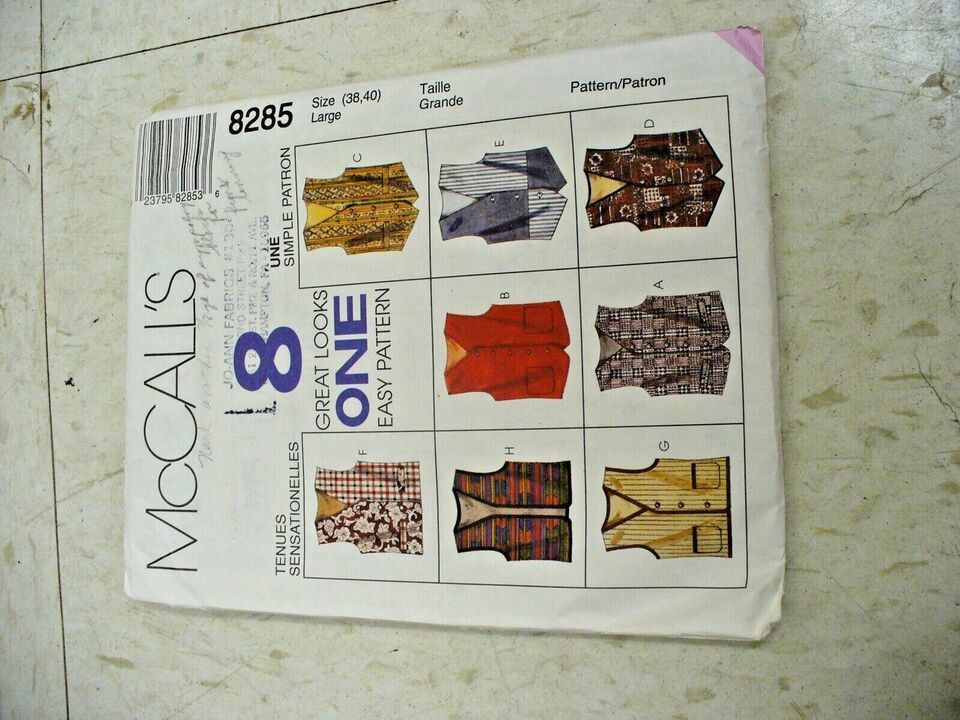 8285
Size (38,40)
Large
Taille
Grande
Pattern/Patron
23795 82853 6
McCALL'S
JO-ANN FABRICS #1309
8
GREAT LOOKS
ONE
EASY PATTERN
UNE
SIMPLE PATRON
TENUES
SENSATIONELLES
C
E
D
B
A
F
H
G